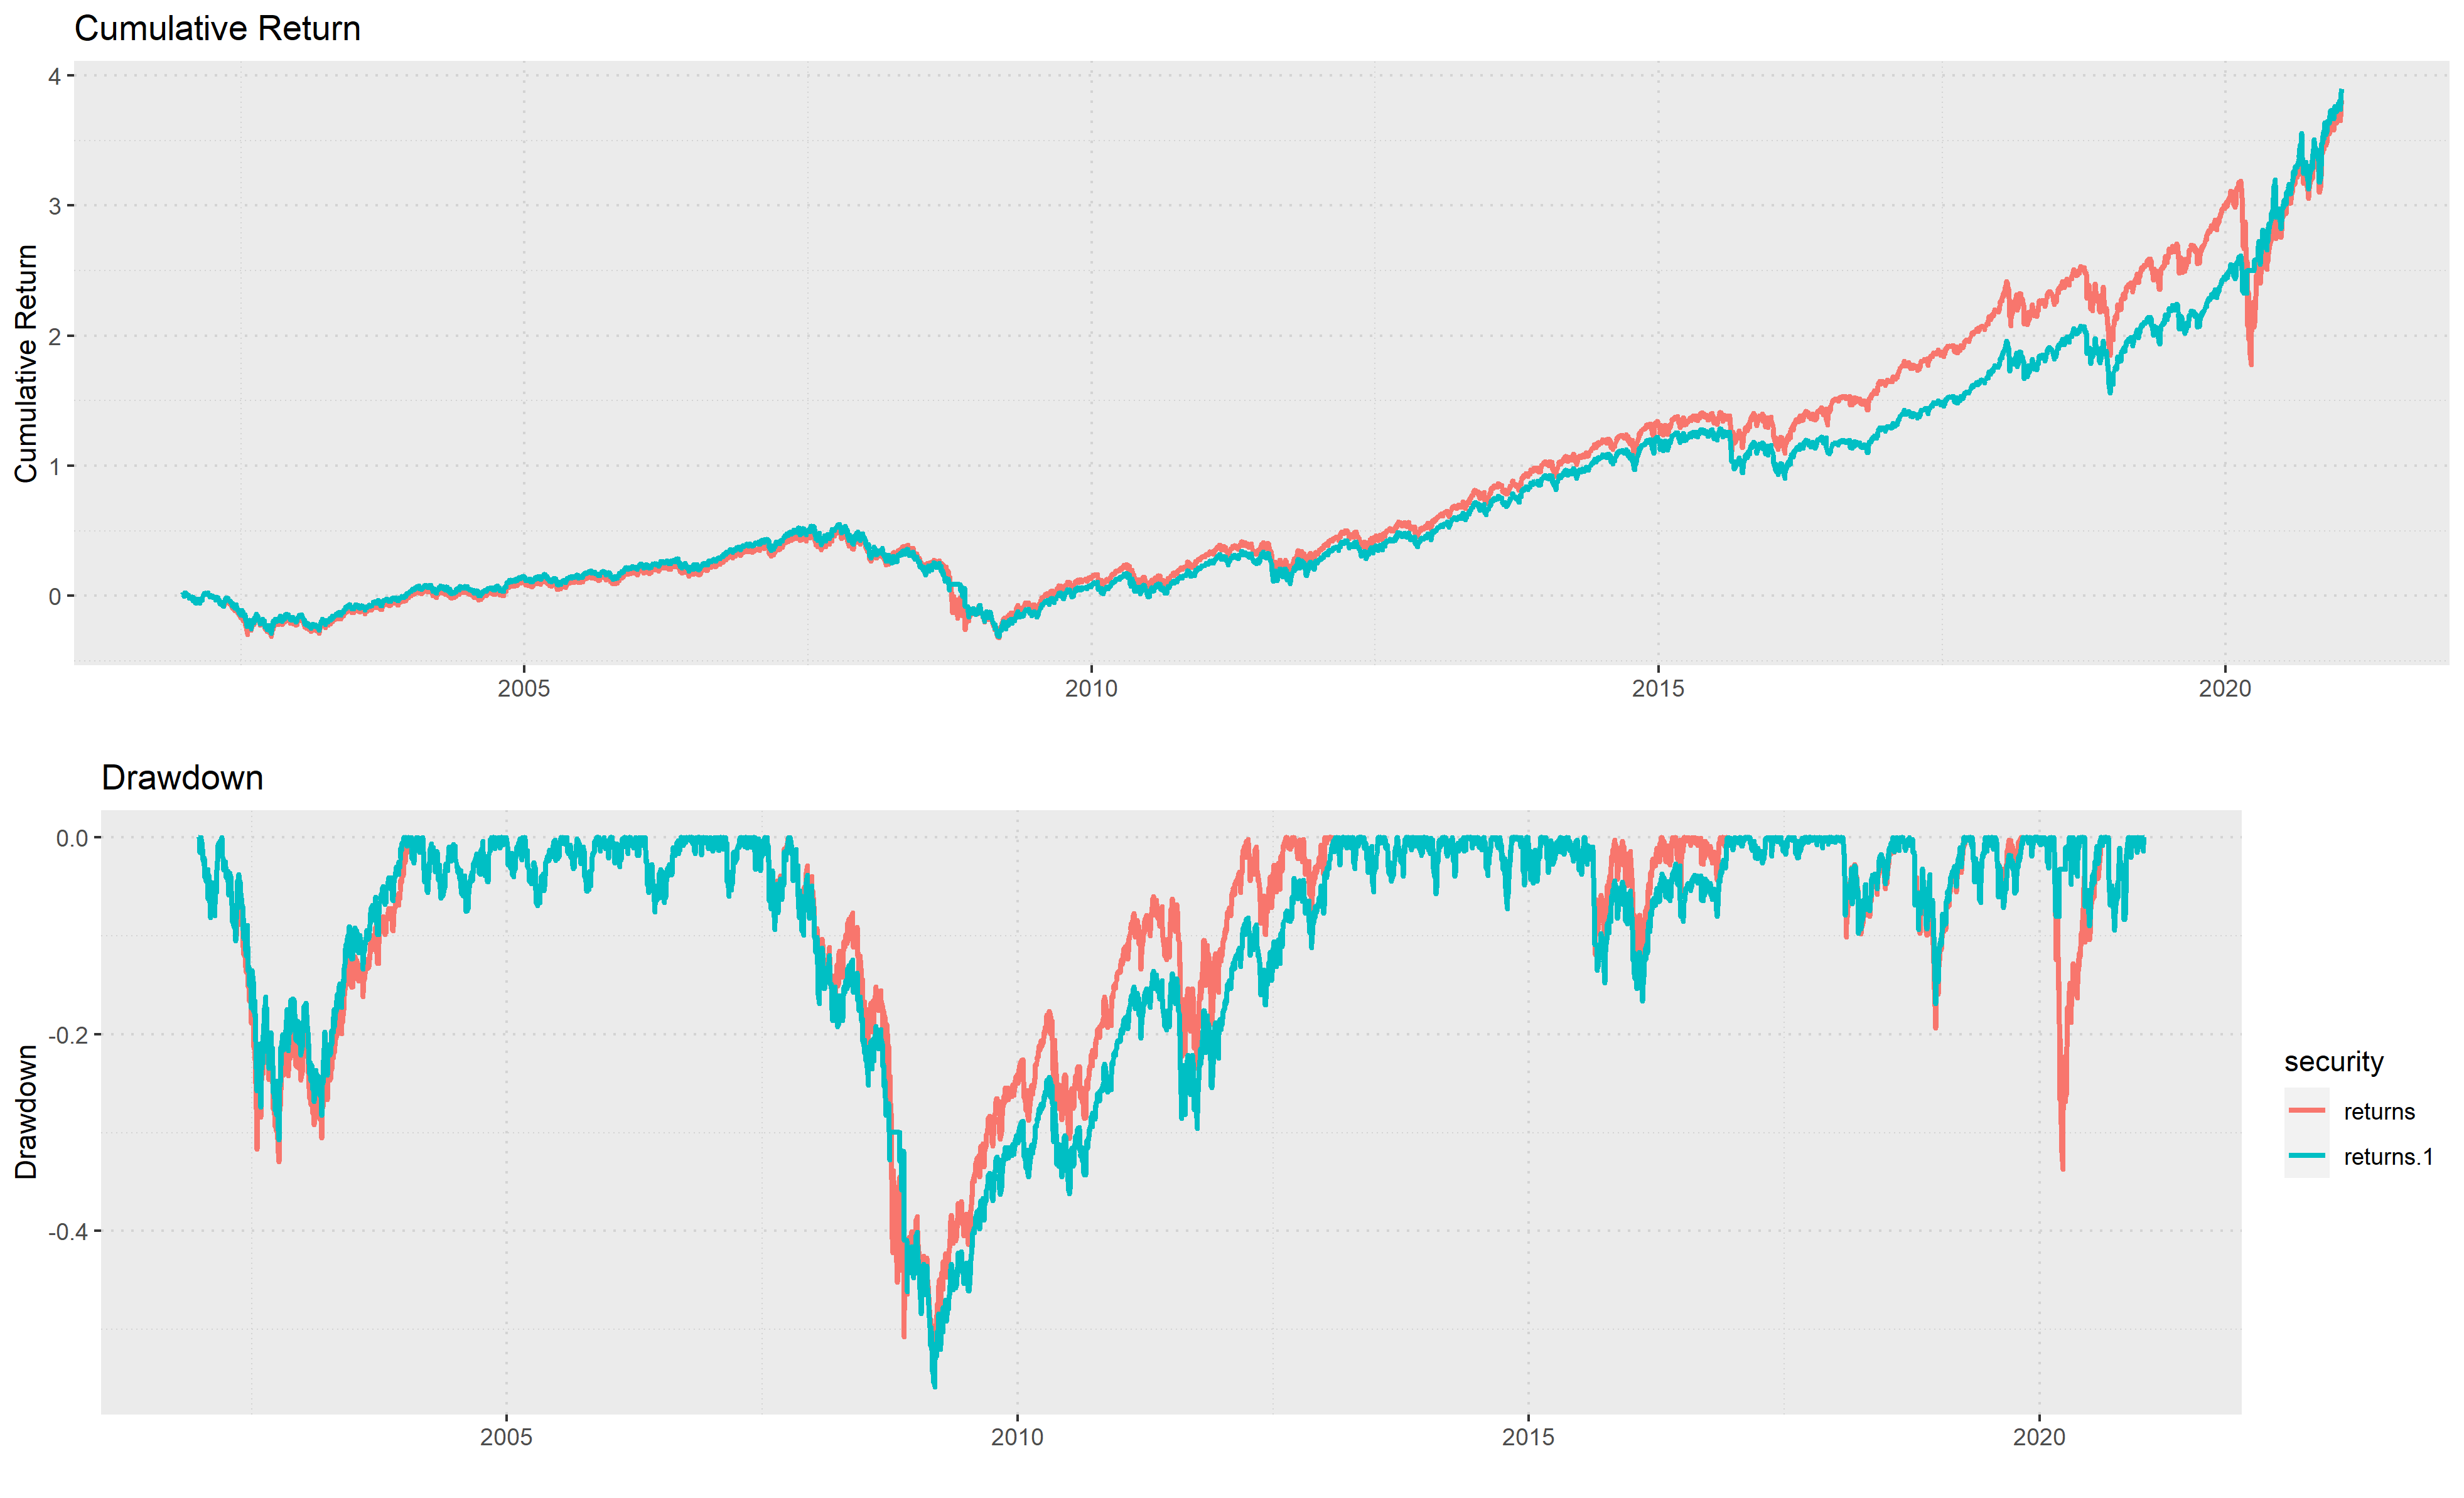 Cumulative Return
Cumulative Return
4
3
2
1
0
2005 2010 2015 2020
Drawdown
Drawdown
0.0
-0.2
-0.4
2005 2010 2015 2020
security
returns
returns.1